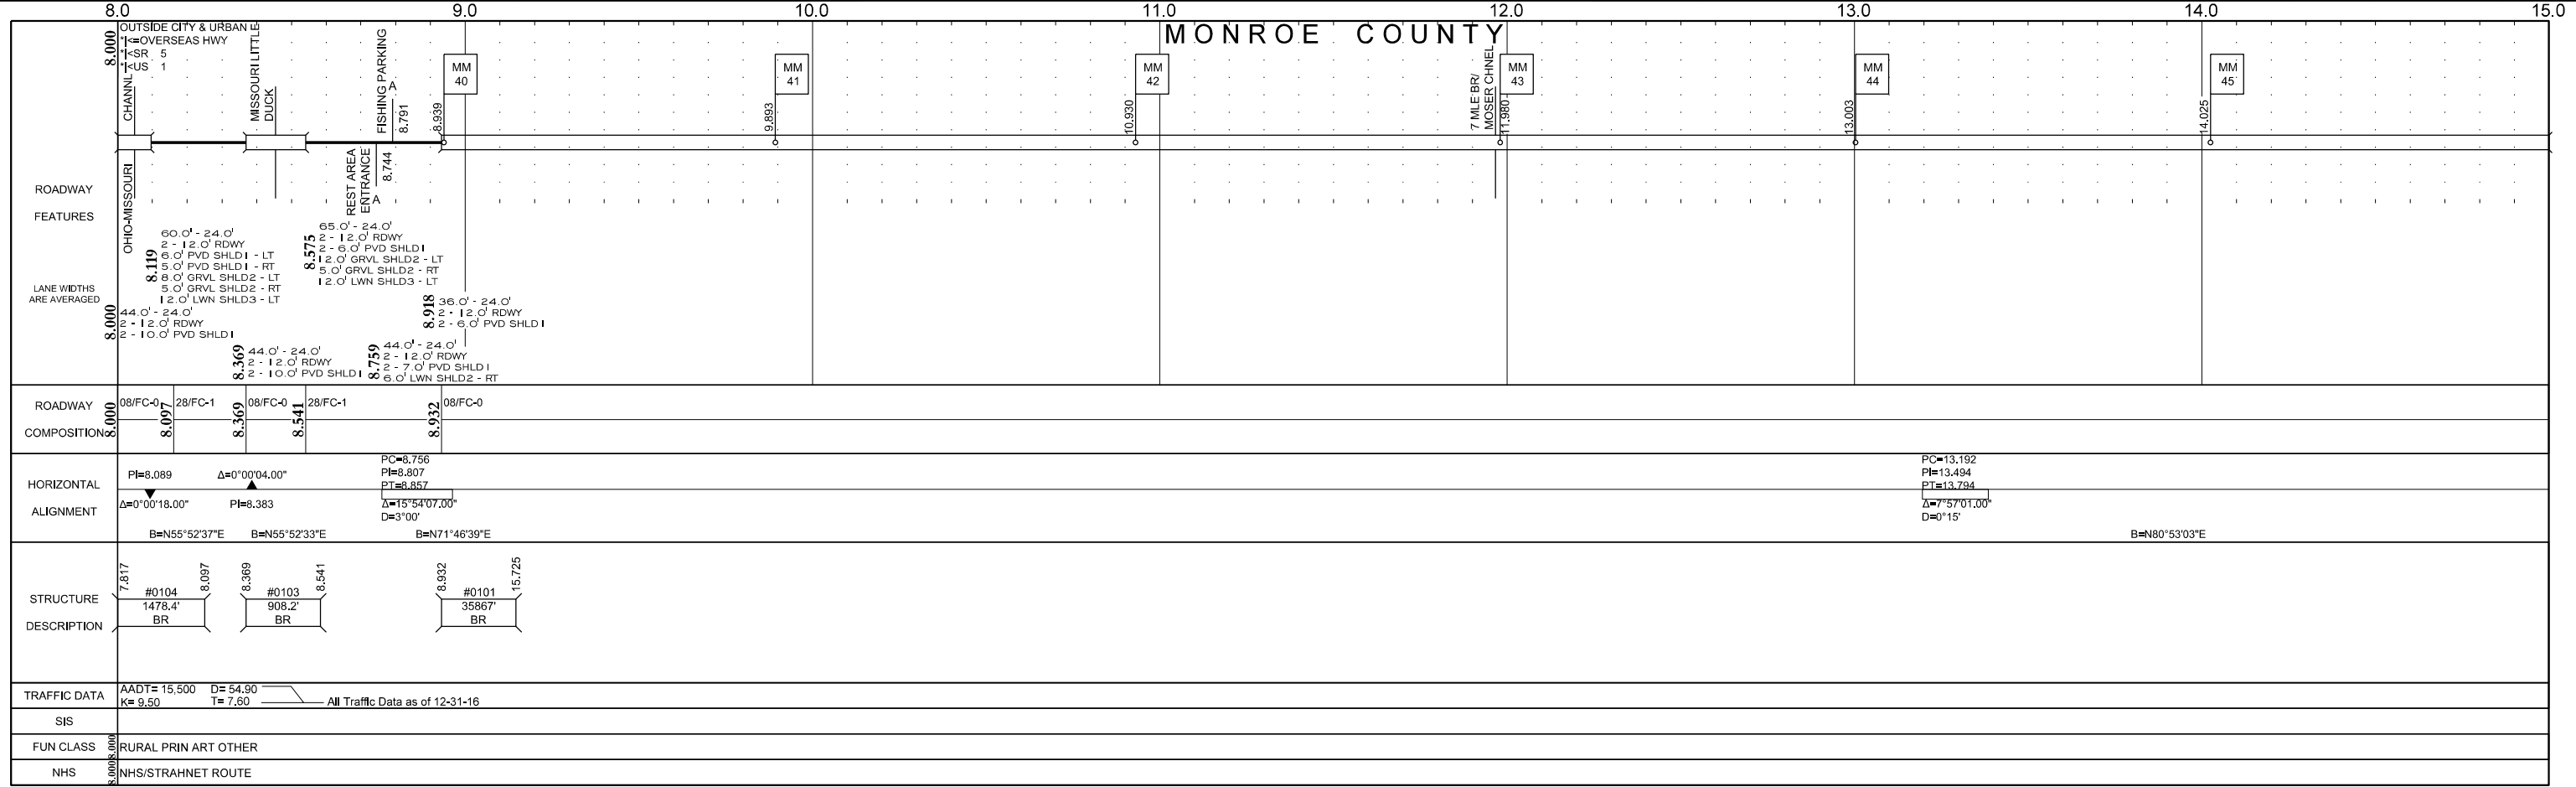 8.0 9.0 10.0 11.0 12.0 13.0 14.0 15.0
MONROE COUNTY
8.000
OUTSIDE CITY & URBAN LI
*|<=OVERSEAS HWY
*|<SR 5
*|<US 1
CHANNL
OHIO-MISSOURI
MISSOURI LITTLE
DUCK
FISHING PARKING
A
8.791
REST AREA
ENTRANCE
A
8.744
8.939
MM
40
9.893
MM
41
10.930
MM
42
7 MLE BR/
MOSER CHNEL
11.980
MM
43
13.003
MM
44
14.025
MM
45
ROADWAY
FEATURES
LANE WIDTHS
ARE AVERAGED
8.000
44.0' - 24.0'
2 - 12.0' RDWY
2 - 10.0' PVD SHLD1
8.119
60.0' - 24.0'
2 - 12.0' RDWY
6.0' PVD SHLD1 - LT
5.0' PVD SHLD1 - RT
8.0' GRVL SHLD2 - LT
5.0' GRVL SHLD2 - RT
12.0' LWN SHLD3 - LT
8.369
44.0' - 24.0'
2 - 12.0' RDWY
2 - 10.0' PVD SHLD1
8.575
65.0' - 24.0'
2 - 12.0' RDWY
2 - 6.0' PVD SHLD1
12.0' GRVL SHLD2 - LT
5.0' GRVL SHLD2 - RT
12.0' LWN SHLD3 - LT
8.759
44.0' - 24.0'
2 - 12.0' RDWY
2 - 7.0' PVD SHLD1
6.0' LWN SHLD2 - RT
8.918
36.0' - 24.0'
2 - 12.0' RDWY
2 - 6.0' PVD SHLD1
ROADWAY
COMPOSITION
8.000 08/FC-0 8.097 28/FC-1 8.369 08/FC-0 8.541 28/FC-1 8.932 08/FC-0
HORIZONTAL
ALIGNMENT
PI=8.089
Δ=0°00'18.00"
B=N55°52'37"E
Δ=0°00'04.00"
PI=8.383
B=N55°52'33"E
PC=8.756
PI=8.807
PT=8.857
Δ=15°54'07.00"
D=3°00'
B=N71°46'39"E
PC=13.192
PI=13.494
PT=13.794
Δ=7°57'01.00"
D=0°15'
B=N80°53'03"E
STRUCTURE
DESCRIPTION
7.817 8.097
#0104
1478.4'
BR
8.369 8.541
#0103
908.2'
BR
8.932 15.725
#0101
35867'
BR
TRAFFIC DATA
AADT= 15,500 D= 54.90
K= 9.50 T= 7.60
All Traffic Data as of 12-31-16
SIS
FUN CLASS 8.000 RURAL PRIN ART OTHER
NHS 8.000 NHS/STRAHNET ROUTE